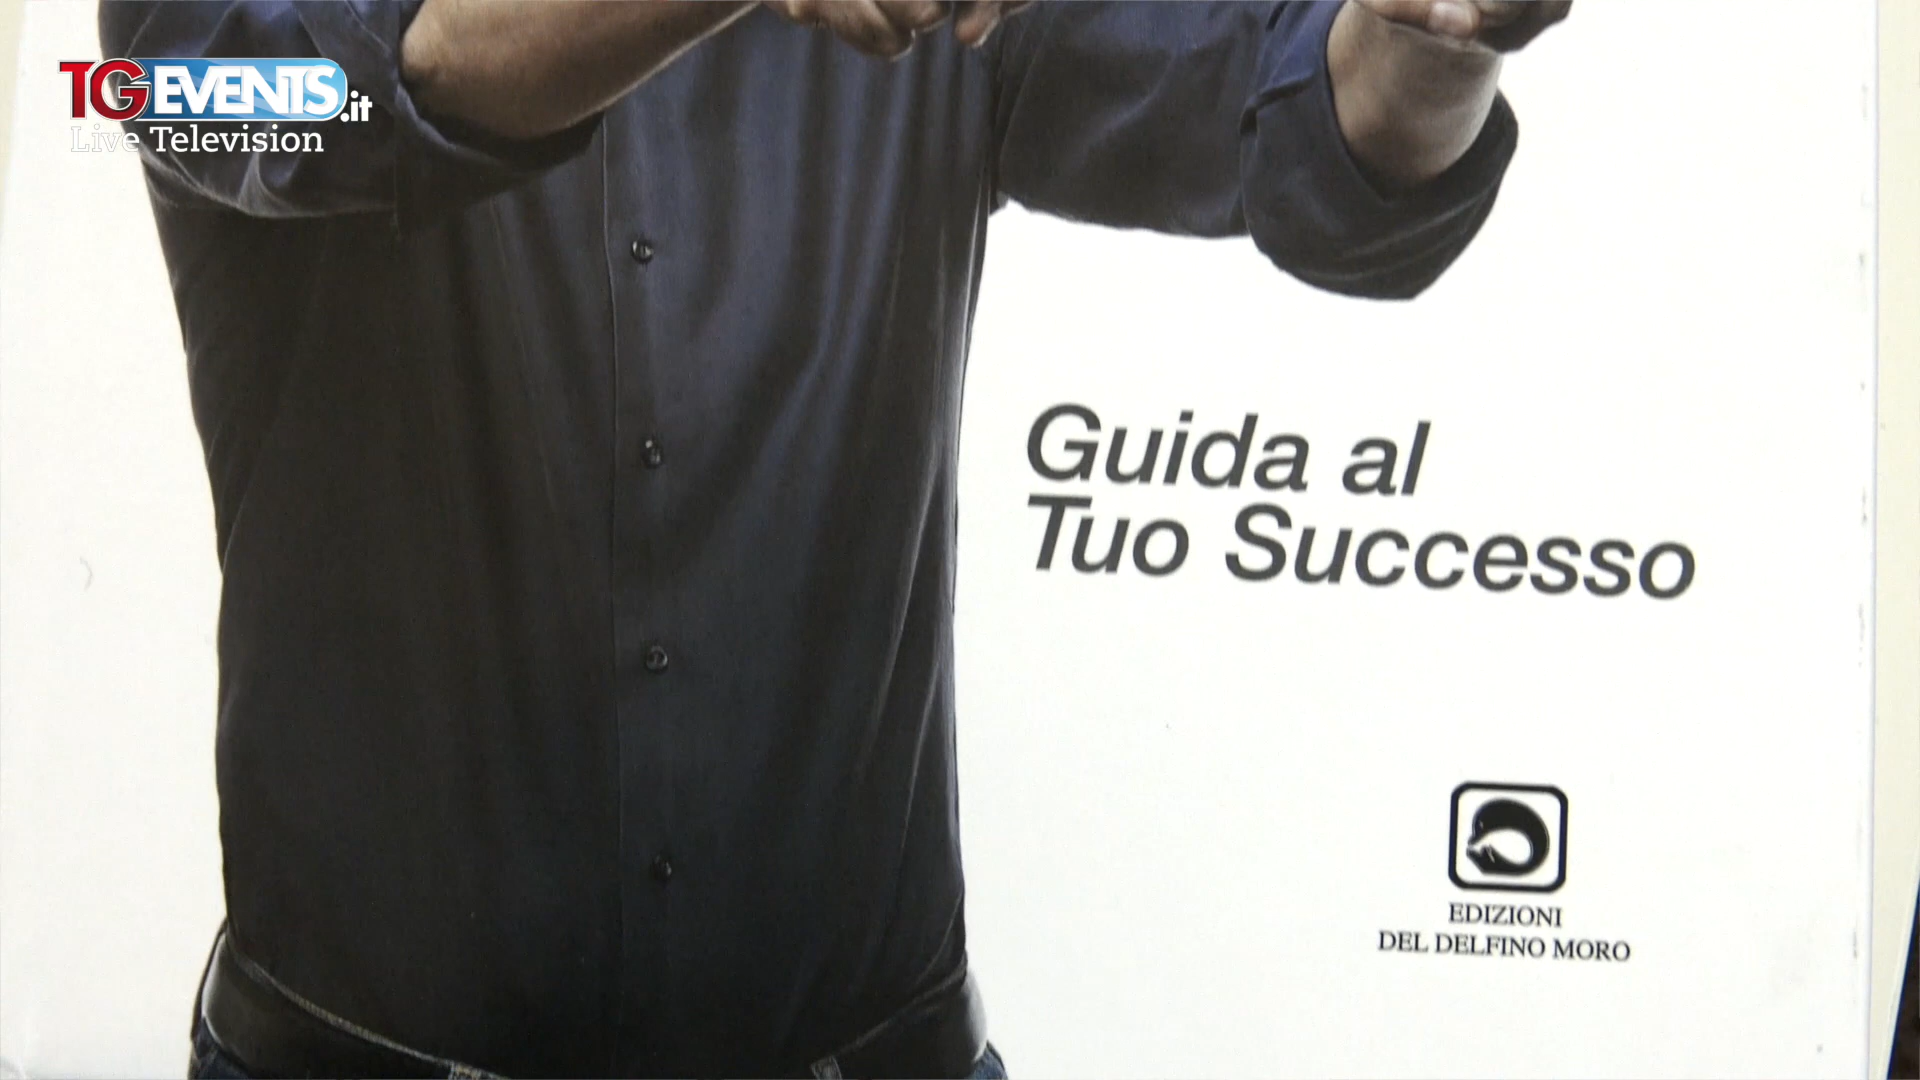 TGEVENTS.it
Live Television
Guida al
Tuo Successo
EDIZIONI
DEL DELFINO MORO